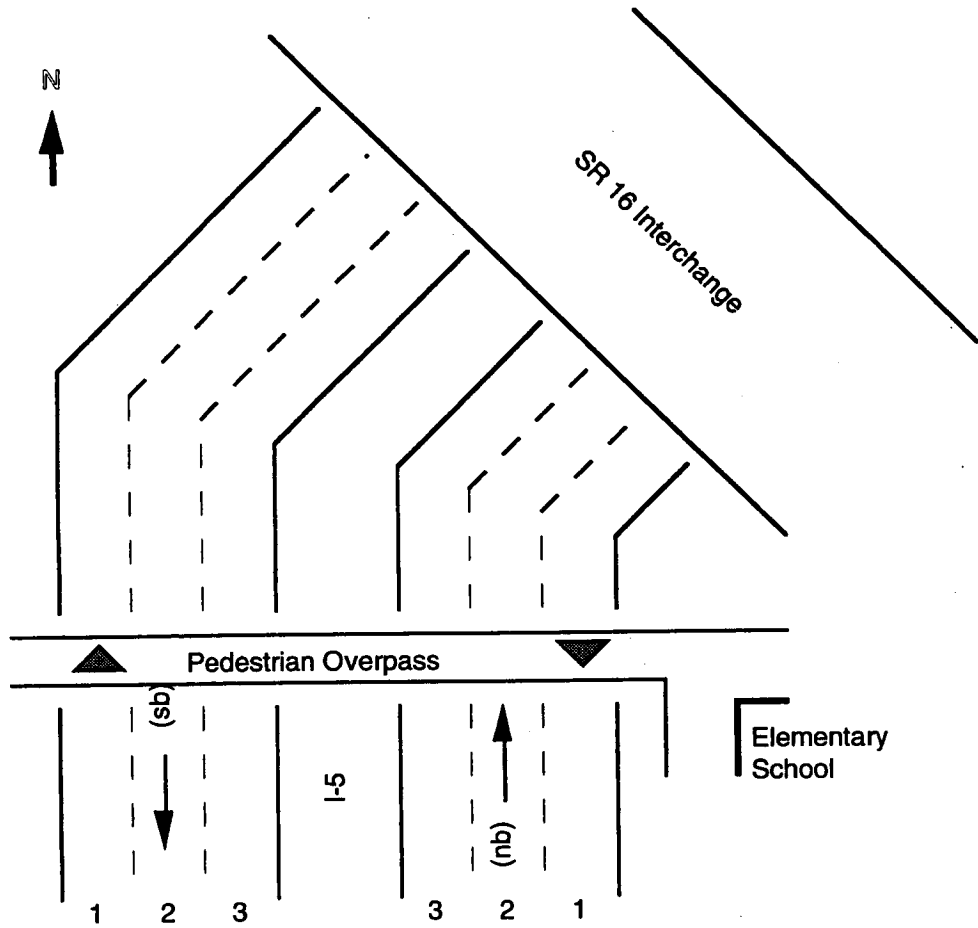 N
SR 16 Interchange
Pedestrian Overpass
(sb)
Elementary
School
I-5
(nb)
1 2 3 3 2 1